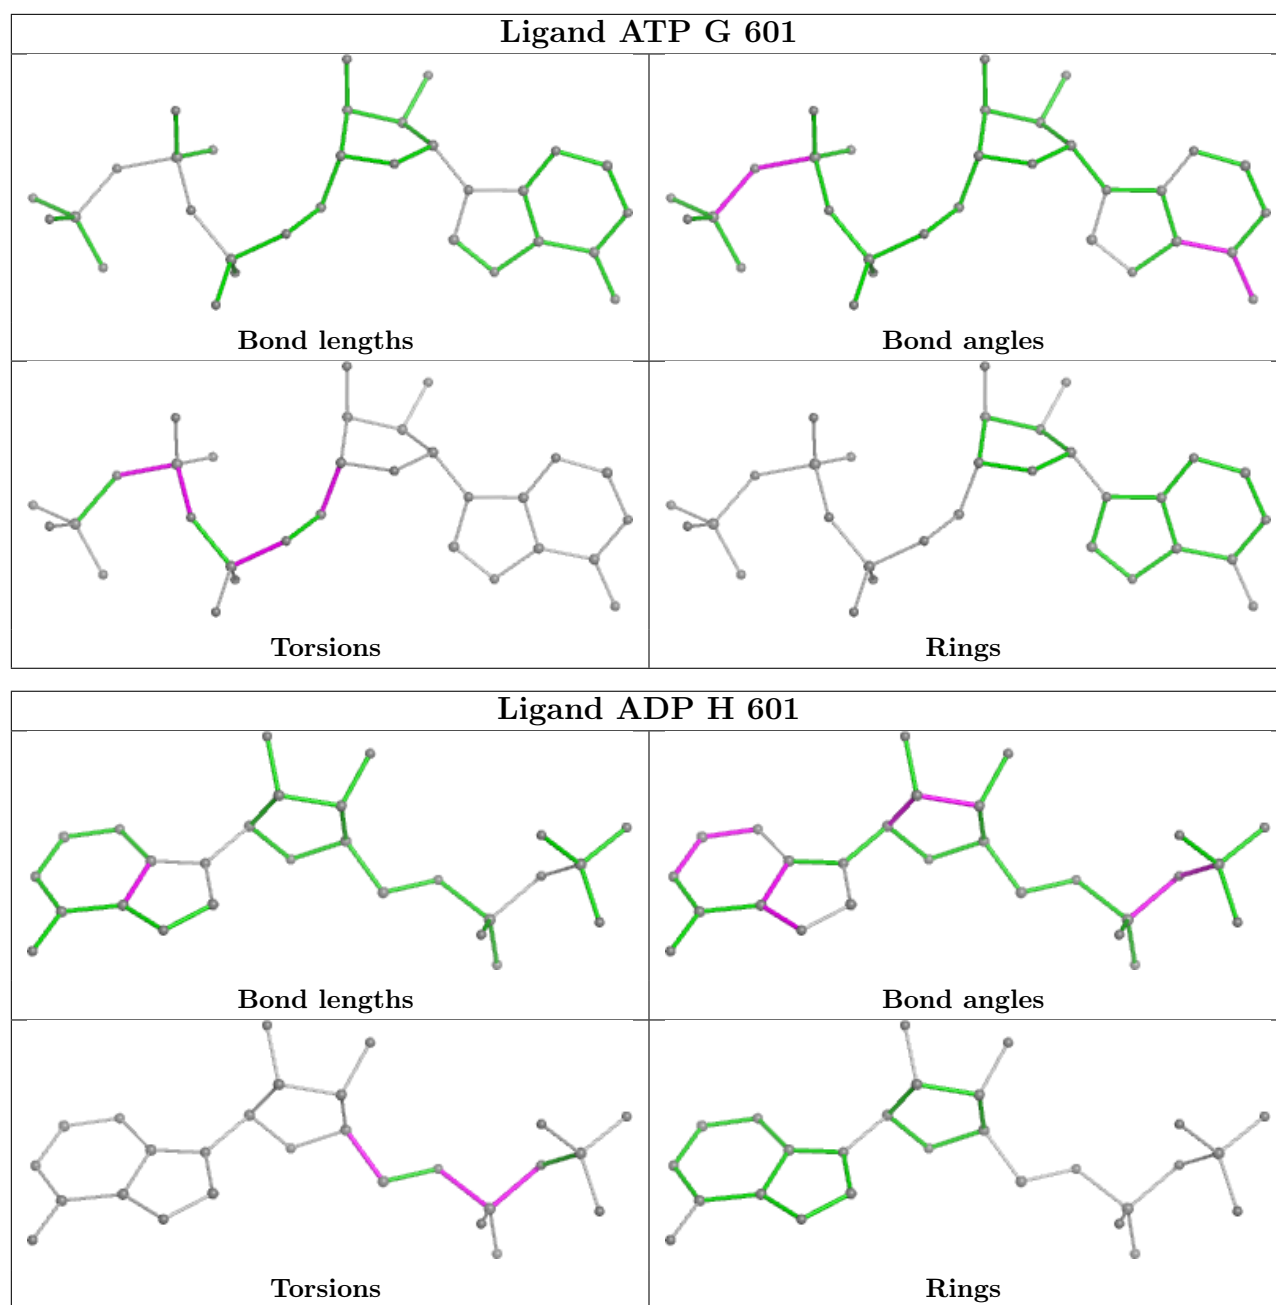 Ligand ATP G 601
Bond lengths
Bond angles
Torsions
Rings
Ligand ADP H 601
Bond lengths
Bond angles
Torsions
Rings